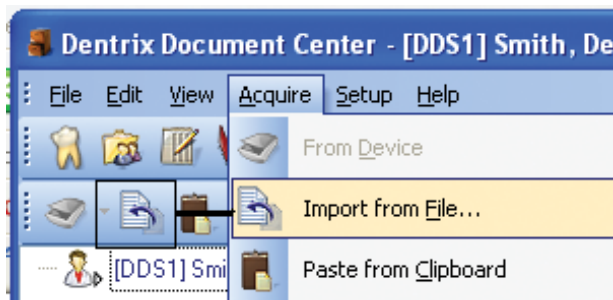 Dentrix Document Center - [DDS1] Smith, De
File Edit View Acquire Setup Help
From Device
Import from File...
[DDS1] Smi
Paste from Clipboard